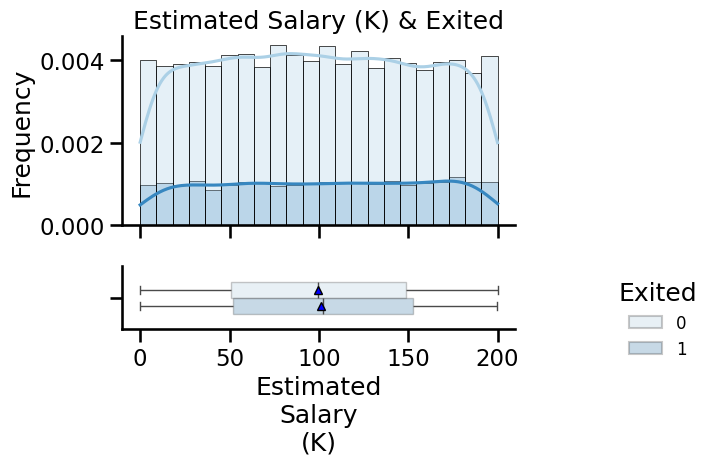 Estimated Salary (K) & Exited
Frequency
0.004
0.002
0.000
Exited
0
1
0 50 100 150 200
Estimated
Salary
(K)